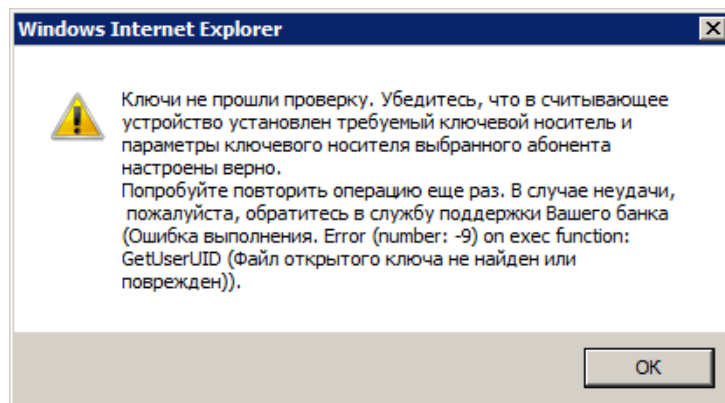 Windows Internet Explorer
Ключи не прошли проверку. Убедитесь, что в считывающее
устройство установлен требуемый ключевой носитель и
параметры ключевого носителя выбранного абонента
настроены верно.
Попробуйте повторить операцию еще раз. В случае неудачи,
пожалуйста, обратитесь в службу поддержки Вашего банка
(Ошибка выполнения. Error (number: -9) on exec function:
GetUserUID (Файл открытого ключа не найден или
поврежден)).
OK